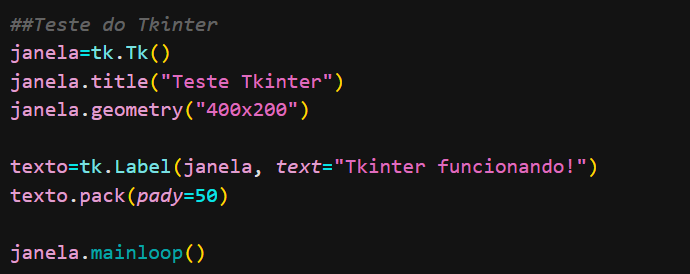 ##Teste do Tkinter
janela=tk.Tk()
janela.title("Teste Tkinter")
janela.geometry("400x200")
texto=tk.Label(janela, text="Tkinter funcionando!")
texto.pack(pady=50)
janela.mainloop()